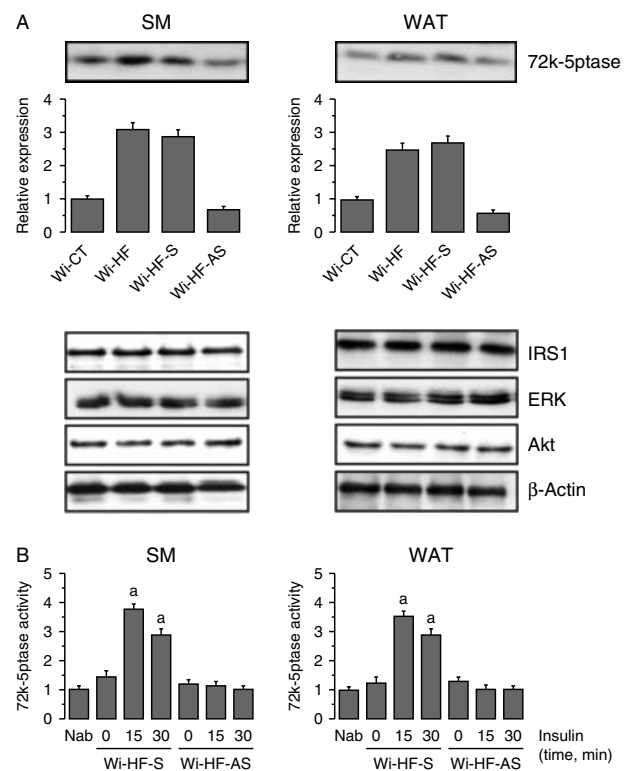 A
SM
WAT
72k-5ptase
Relative expression
4
3
2
1
0
Wi-CT
Wi-HF
Wi-HF-S
Wi-HF-AS
Relative expression
4
3
2
1
0
Wi-CT
Wi-HF
Wi-HF-S
Wi-HF-AS
IRS1
ERK
Akt
β-Actin
B
SM
WAT
72k-5ptase activity
5
4
3
2
1
0
a
a
Nab 0 15 30 0 15 30
Wi-HF-S Wi-HF-AS
72k-5ptase activity
5
4
3
2
1
0
a
a
Nab 0 15 30 0 15 30
Wi-HF-S Wi-HF-AS
Insulin
(time, min)